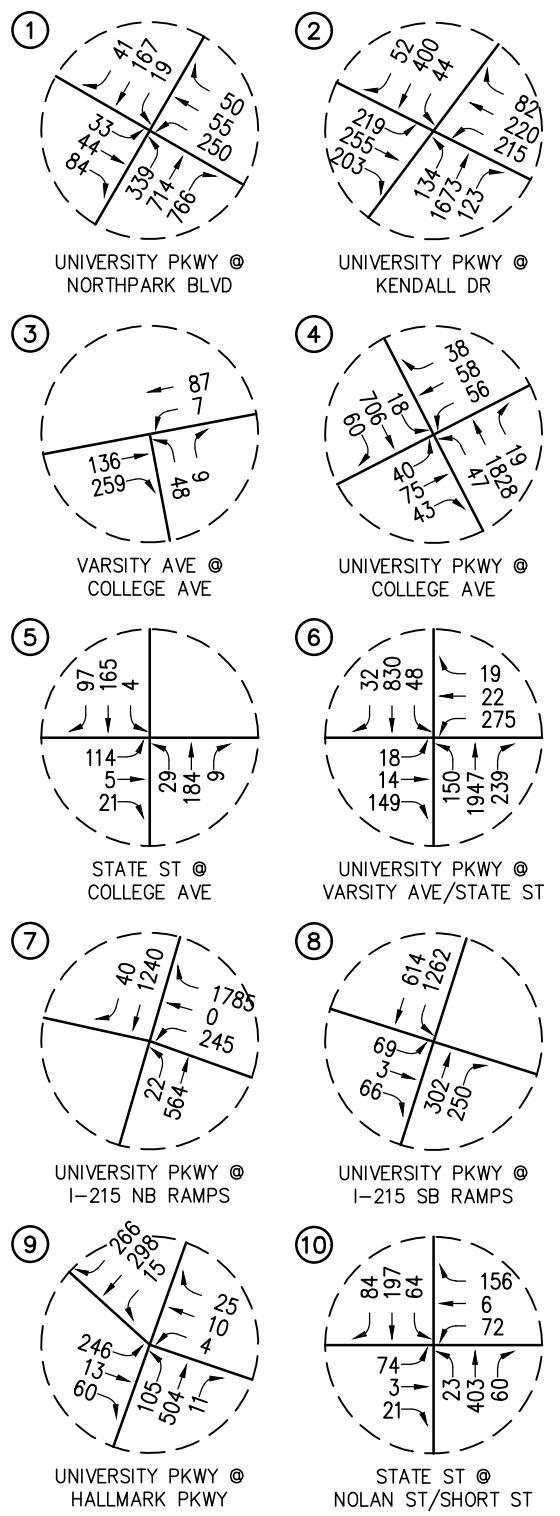 1
41 167 19
50
55
250
33
44
84
339 714 766
UNIVERSITY PKWY @
NORTHPARK BLVD
2
52 400 44
82
220
215
219
255
203
134 1673 123
UNIVERSITY PKWY @
KENDALL DR
3
87
7
136
259
48 9
VARSITY AVE @
COLLEGE AVE
4
60 706 18
38
58
56
40
75
43
47 1828 19
UNIVERSITY PKWY @
COLLEGE AVE
5
97 165 4
114
5
21
29 184 9
STATE ST @
COLLEGE AVE
6
32 830 48
19
22
275
18
14
149
150 1947 239
UNIVERSITY PKWY @
VARSITY AVE/STATE ST
7
40 1240
1785
0
245
22 564
UNIVERSITY PKWY @
I-215 NB RAMPS
8
614 1262
69
3
66
302 250
UNIVERSITY PKWY @
I-215 SB RAMPS
9
266 298 15
25
10
4
246
13
60
105 504 11
UNIVERSITY PKWY @
HALLMARK PKWY
10
84 197 64
156
6
72
74
3
21
23 403 60
STATE ST @
NOLAN ST/SHORT ST